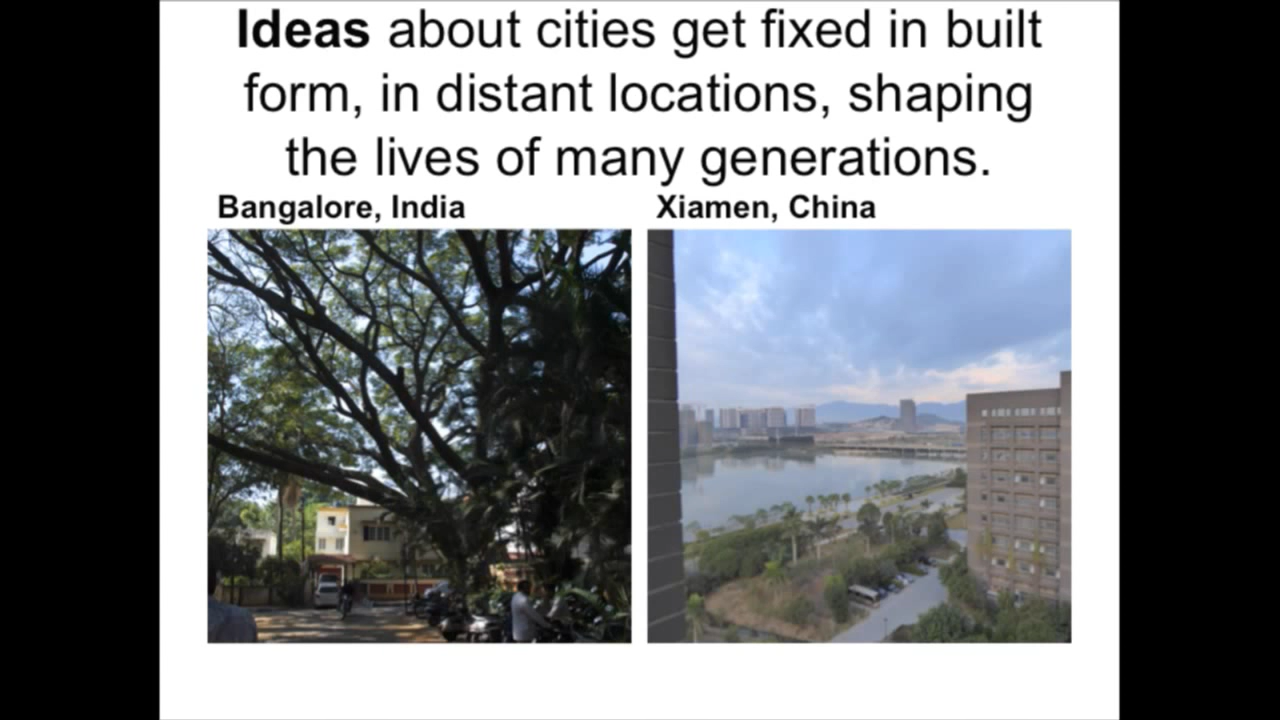 Ideas about cities get fixed in built
form, in distant locations, shaping
the lives of many generations.
Bangalore, India
Xiamen, China